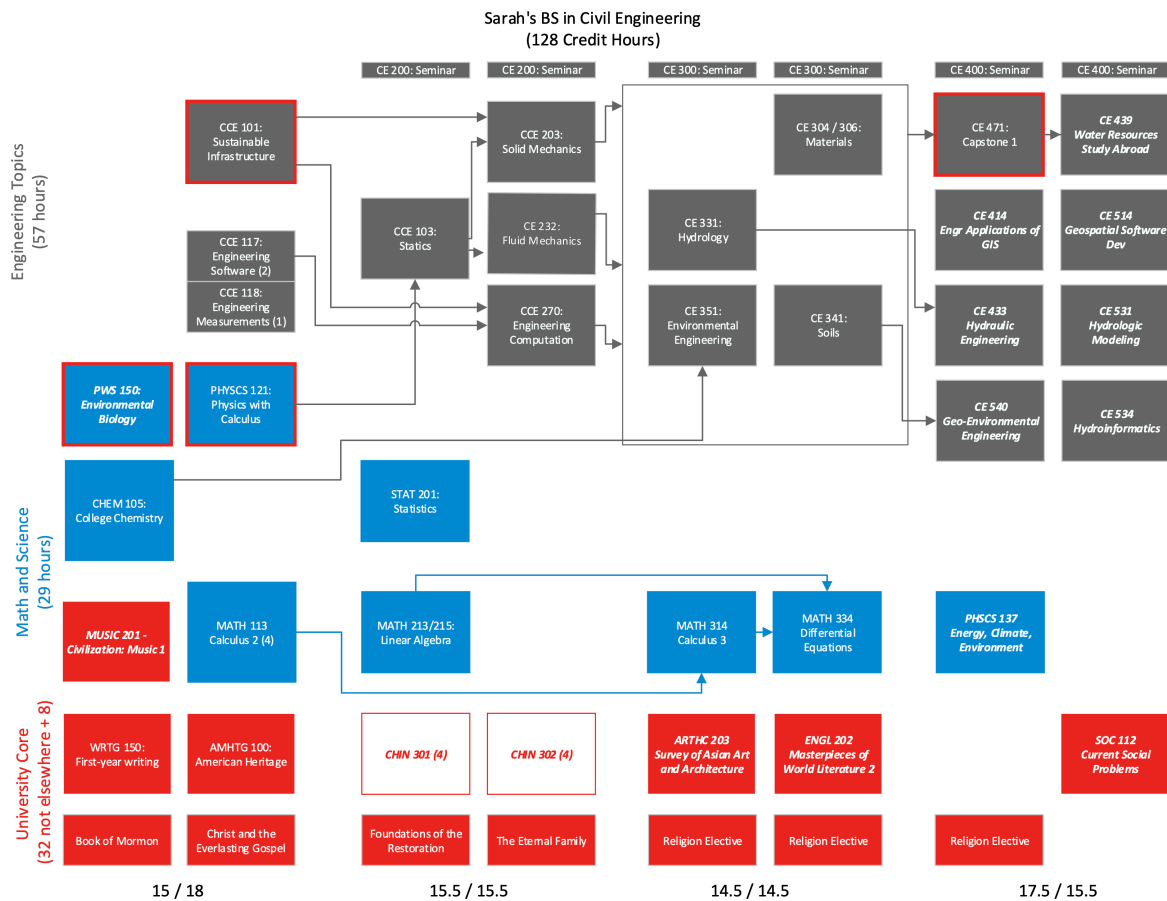 Sarah's BS in Civil Engineering
(128 Credit Hours)
CE 200: Seminar
CE 200: Seminar
CE 300: Seminar
CE 300: Seminar
CE 400: Seminar
CE 400: Seminar
Engineering Topics
(57 hours)
CCE 101:
Sustainable
Infrastructure
CCE 203:
Solid Mechanics
CE 304 / 306:
Materials
CE 471:
Capstone 1
CE 439
Water Resources
Study Abroad
CCE 117:
Engineering
Software (2)
CCE 118:
Engineering
Measurements (1)
CCE 103:
Statics
CE 232:
Fluid Mechanics
CE 331:
Hydrology
CE 414
Engr Applications of
GIS
CE 514
Geospatial Software
Dev
CCE 270:
Engineering
Computation
CE 351:
Environmental
Engineering
CE 341:
Soils
CE 433
Hydraulic
Engineering
CE 531
Hydrologic
Modeling
PWS 150:
Environmental
Biology
PHYSCS 121:
Physics with
Calculus
CE 540
Geo-Environmental
Engineering
CE 534
Hydroinformatics
Math and Science
(29 hours)
CHEM 105:
College Chemistry
STAT 201:
Statistics
MUSIC 201 -
Civilization: Music 1
MATH 113
Calculus 2 (4)
MATH 213/215:
Linear Algebra
MATH 314
Calculus 3
MATH 334
Differential
Equations
PHSCS 137
Energy, Climate,
Environment
University Core
(32 not elsewhere + 8)
WRTG 150:
First-year writing
AMHTG 100:
American Heritage
CHIN 301 (4)
CHIN 302 (4)
ARTHC 203
Survey of Asian Art
and Architecture
ENGL 202
Masterpieces of
World Literature 2
SOC 112
Current Social
Problems
Book of Mormon
Christ and the
Everlasting Gospel
Foundations of the
Restoration
The Eternal Family
Religion Elective
Religion Elective
Religion Elective
15 / 18
15.5 / 15.5
14.5 / 14.5
17.5 / 15.5